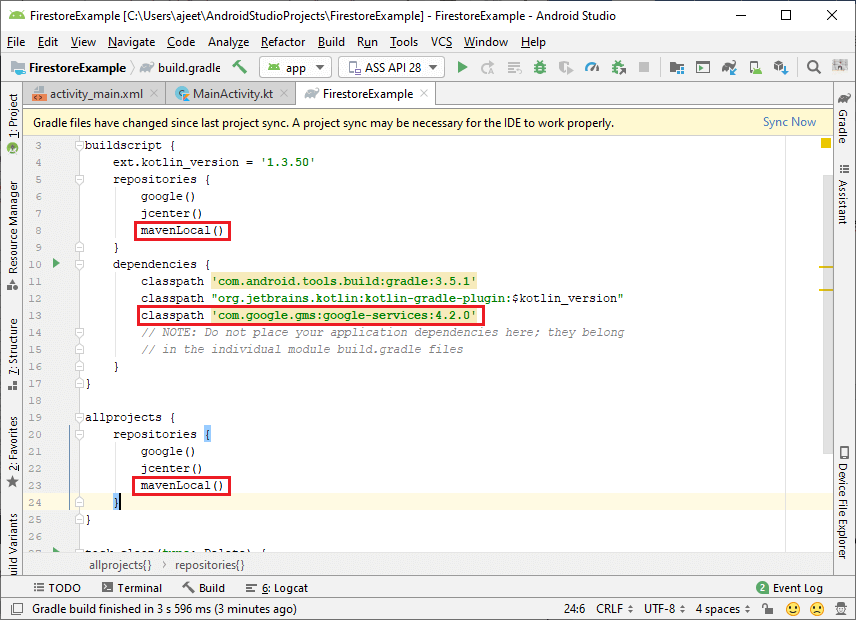 FirestoreExample [C:\Users\ajeet\AndroidStudioProjects\FirestoreExample] - FirestoreExample - Android Studio
File Edit View Navigate Code Analyze Refactor Build Run Tools VCS Window Help
FirestoreExample build.gradle app ASS API 28
activity_main.xml MainActivity.kt FirestoreExample
Gradle files have changed since last project sync. A project sync may be necessary for the IDE to work properly. Sync Now
1: Project
Resource Manager
7: Structure
2: Favorites
uild Variants
3 buildscript {
4 ext.kotlin_version = '1.3.50'
5 repositories {
6 google()
7 jcenter()
8 mavenLocal()
9 }
10 dependencies {
11 classpath 'com.android.tools.build:gradle:3.5.1'
12 classpath "org.jetbrains.kotlin:kotlin-gradle-plugin:$kotlin_version"
13 classpath 'com.google.gms:google-services:4.2.0'
14 // NOTE: Do not place your application dependencies here; they belong
15 // in the individual module build.gradle files
16 }
17 }
18
19 allprojects {
20 repositories {
21 google()
22 jcenter()
23 mavenLocal()
24 }
25 }
26
Gradle
Assistant
Device File Explorer
allprojects{} repositories{}
TODO Terminal Build 6: Logcat 2 Event Log
Gradle build finished in 3 s 596 ms (3 minutes ago) 24:6 CRLF UTF-8 4 spaces